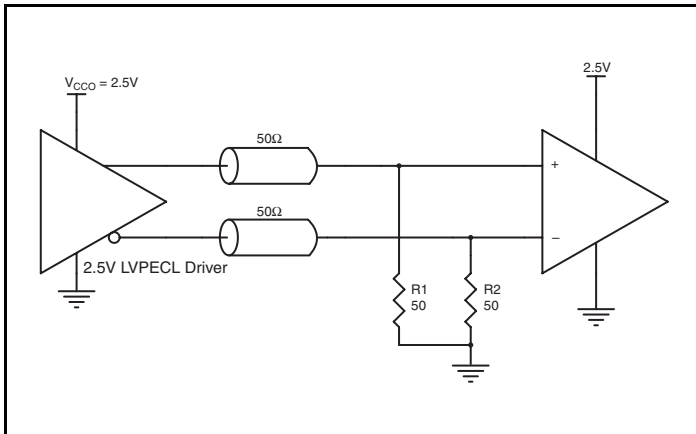 V_CCO = 2.5V
2.5V
50Ω
+
50Ω
−
2.5V LVPECL Driver
R1
50
R2
50